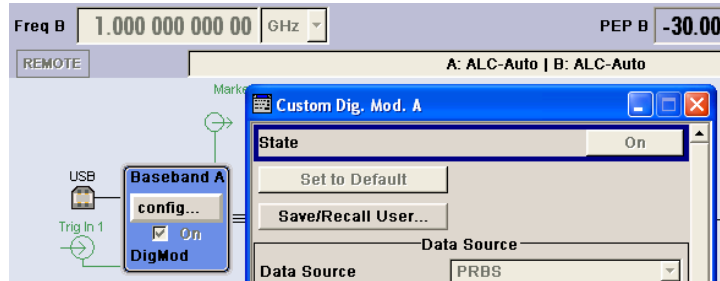 Freq B 1.000 000 000 00 GHz PEP B -30.00
REMOTE A: ALC-Auto | B: ALC-Auto
Marke
Custom Dig. Mod. A
State On
USB
Baseband A
Set to Default
config...
Save/Recall User...
Trig In 1
On
DigMod
Data Source
Data Source PRBS